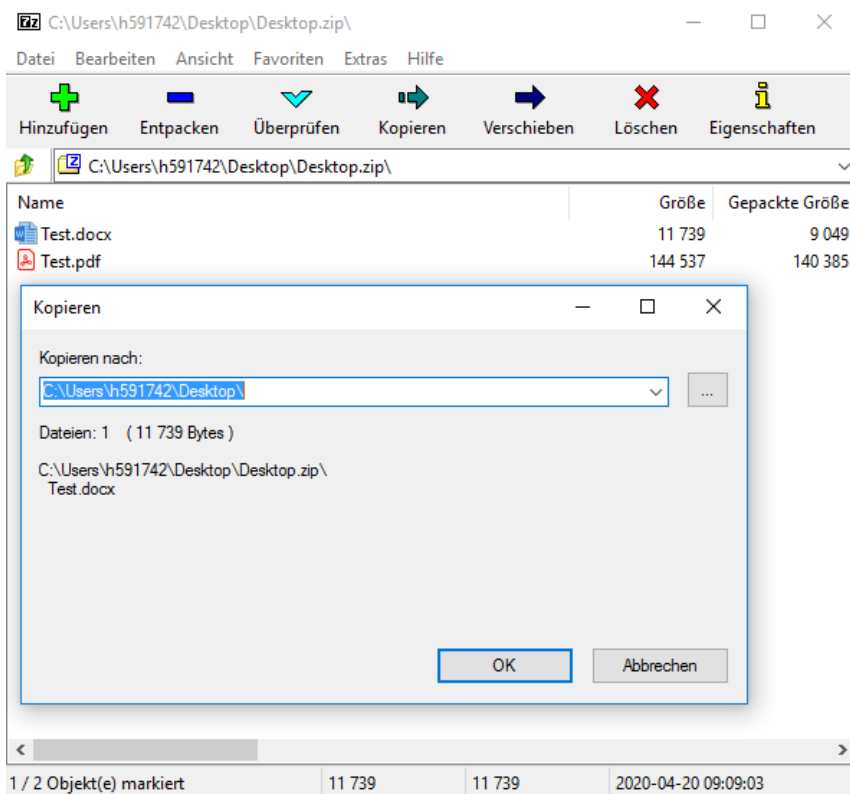 7z C:\Users\h591742\Desktop\Desktop.zip\
Datei Bearbeiten Ansicht Favoriten Extras Hilfe
Hinzufügen Entpacken Überprüfen Kopieren Verschieben Löschen Eigenschaften
C:\Users\h591742\Desktop\Desktop.zip\
Name Größe Gepackte Größe
Test.docx 11 739 9 049
Test.pdf 144 537 140 385
Kopieren
Kopieren nach:
C:\Users\h591742\Desktop\
...
Dateien: 1 ( 11 739 Bytes )
C:\Users\h591742\Desktop\Desktop.zip\
Test.docx
OK Abbrechen
1 / 2 Objekt(e) markiert 11 739 11 739 2020-04-20 09:09:03